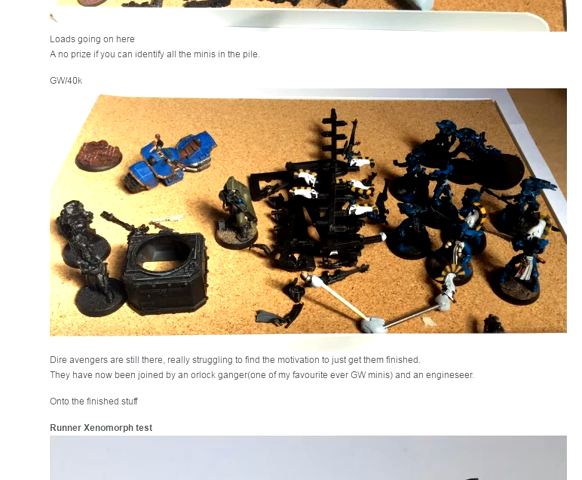 Loads going on here
A no prize if you can identify all the minis in the pile.
GW/40k
Dire avengers are still there, really struggling to find the motivation to just get them finished.
They have now been joined by an orlock ganger(one of my favourite ever GW minis) and an engineseer.
Onto the finished stuff
Runner Xenomorph test